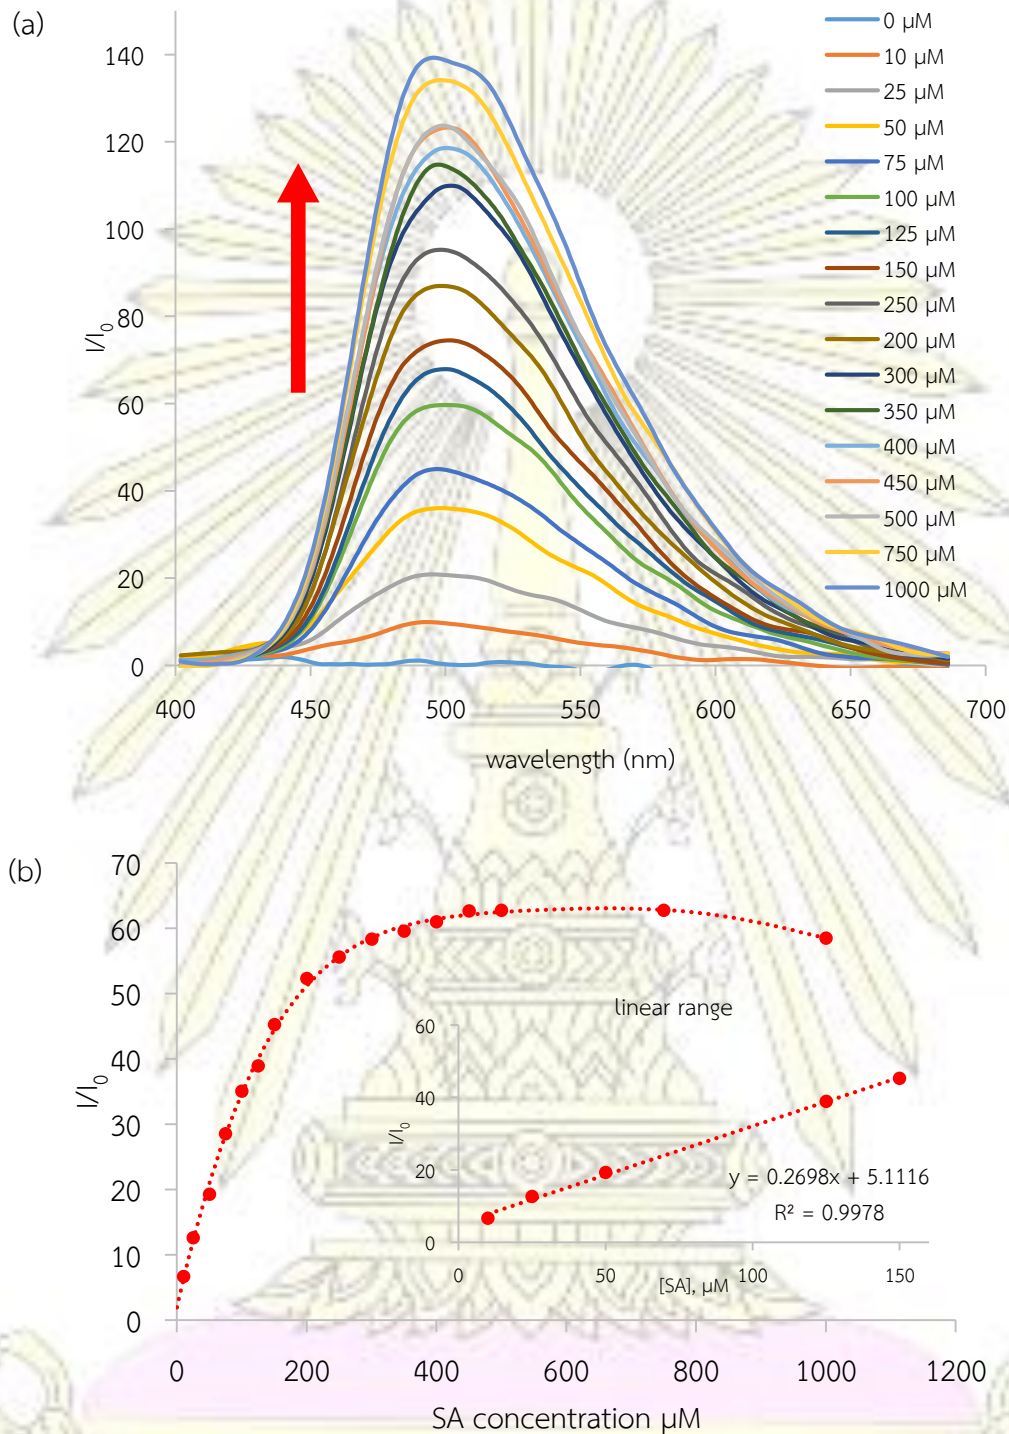 (a)
140
120
100
80
60
40
20
0
I/I₀
400 450 500 550 600 650 700
wavelength (nm)
0 µM
10 µM
25 µM
50 µM
75 µM
100 µM
125 µM
150 µM
250 µM
200 µM
300 µM
350 µM
400 µM
450 µM
500 µM
750 µM
1000 µM
(b)
70
60
50
40
30
20
10
0
I/I₀
0 200 400 600 800 1000 1200
SA concentration µM
linear range
60
40
20
0
I/I₀
y = 0.2698x + 5.1116
R² = 0.9978
0 50 100 150
[SA], µM